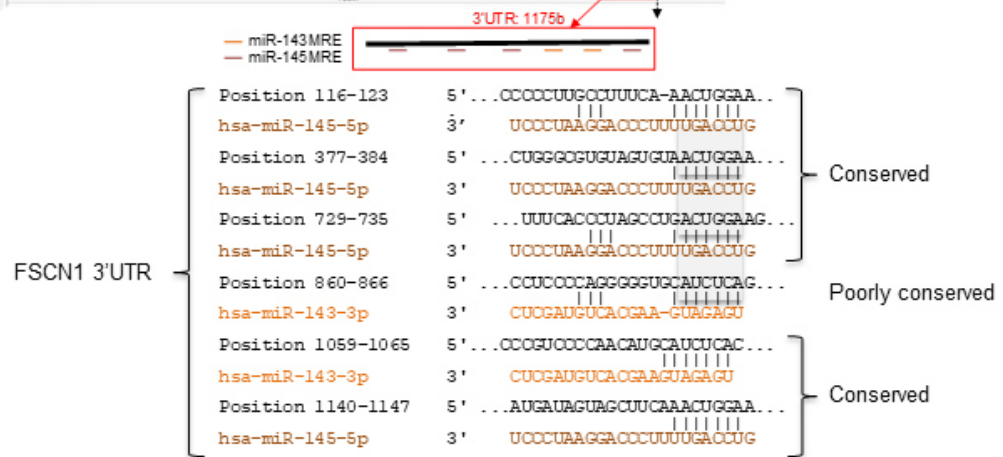 3'UTR: 1175b
miR-143MRE
miR-145MRE
Position 116-123 5'...CCCCCUUGCCUUUCA-AACUGGAA..
hsa-miR-145-5p 3' UCCCUAAGGACCCUUUUGACCUG
Position 377-384 5' ...CUGGGCGUGUAGUGUAACUGGAA...
hsa-miR-145-5p 3' UCCCUAAGGACCCUUUUGACCUG
Conserved
Position 729-735 5' ...UUUCACCCUAGCCUGACUGGAAG...
hsa-miR-145-5p 3' UCCCUAAGGACCCUUUUGACCUG
FSCN1 3'UTR
Position 860-866 5' ...CCUCCCCAGGGGGUGCAUCUCAG...
Poorly conserved
hsa-miR-143-3p 3' CUCGAUGUCACGAA-GUAGAGU
Position 1059-1065 5'...CCCGUCCCCAACAUGCAUCUCAC...
hsa-miR-143-3p 3' CUCGAUGUCACGAAGUAGAGU
Conserved
Position 1140-1147 5' ...AUGAUAGUAGCUUCAAACUGGAA...
hsa-miR-145-5p 3' UCCCUAAGGACCCUUUUGACCUG